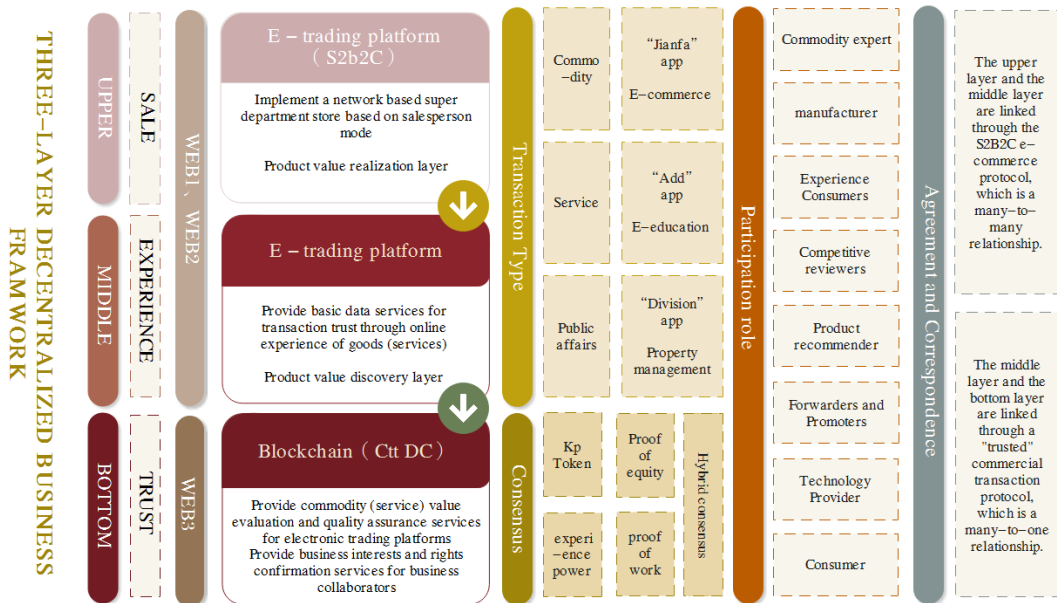 THREE-LAYER DECENTRALIZED BUSINESS
FRAMWORK
UPPER
SALE
MIDDLE
EXPERIENCE
BOTTOM
TRUST
WEB1、WEB2
WEB3
E－trading platform
（ S2b2C）
Implement a network based super
department store based on salesperson
mode
Product value realization layer
E－trading platform
Provide basic data services for
transaction trust through online
experience of goods (services)
Product value discovery layer
Blockchain（ Ctt DC）
Provide commodity (service) value
evaluation and quality assurance services
for electronic trading platforms
Provide business interests and rights
confirmation services for business
collaborators
Transaction Type
Commo
-dity
“Jianfa”
app
E-commerce
Service
“Add”
app
E-education
Public
affairs
“Division”
app
Property
management
Consensus
Kp
Token
Proof
of
equity
experi
-ence
power
proof
of
work
Hybrid consensus
Participation role
Commodity expert
manufacturer
Experience
Consumers
Competitive
reviewers
Product
recommender
Forwarders and
Promoters
Technology
Provider
Consumer
Agreement and Correspondence
The upper
layer and the
middle layer
are linked
through the
S2B2C e-
commerce
protocol,
which is a
many-to-
many
relationship.
The middle
layer and the
bottom layer
are linked
through a
"trusted"
commercial
transaction
protocol,
which is a
many-to-one
relationship.